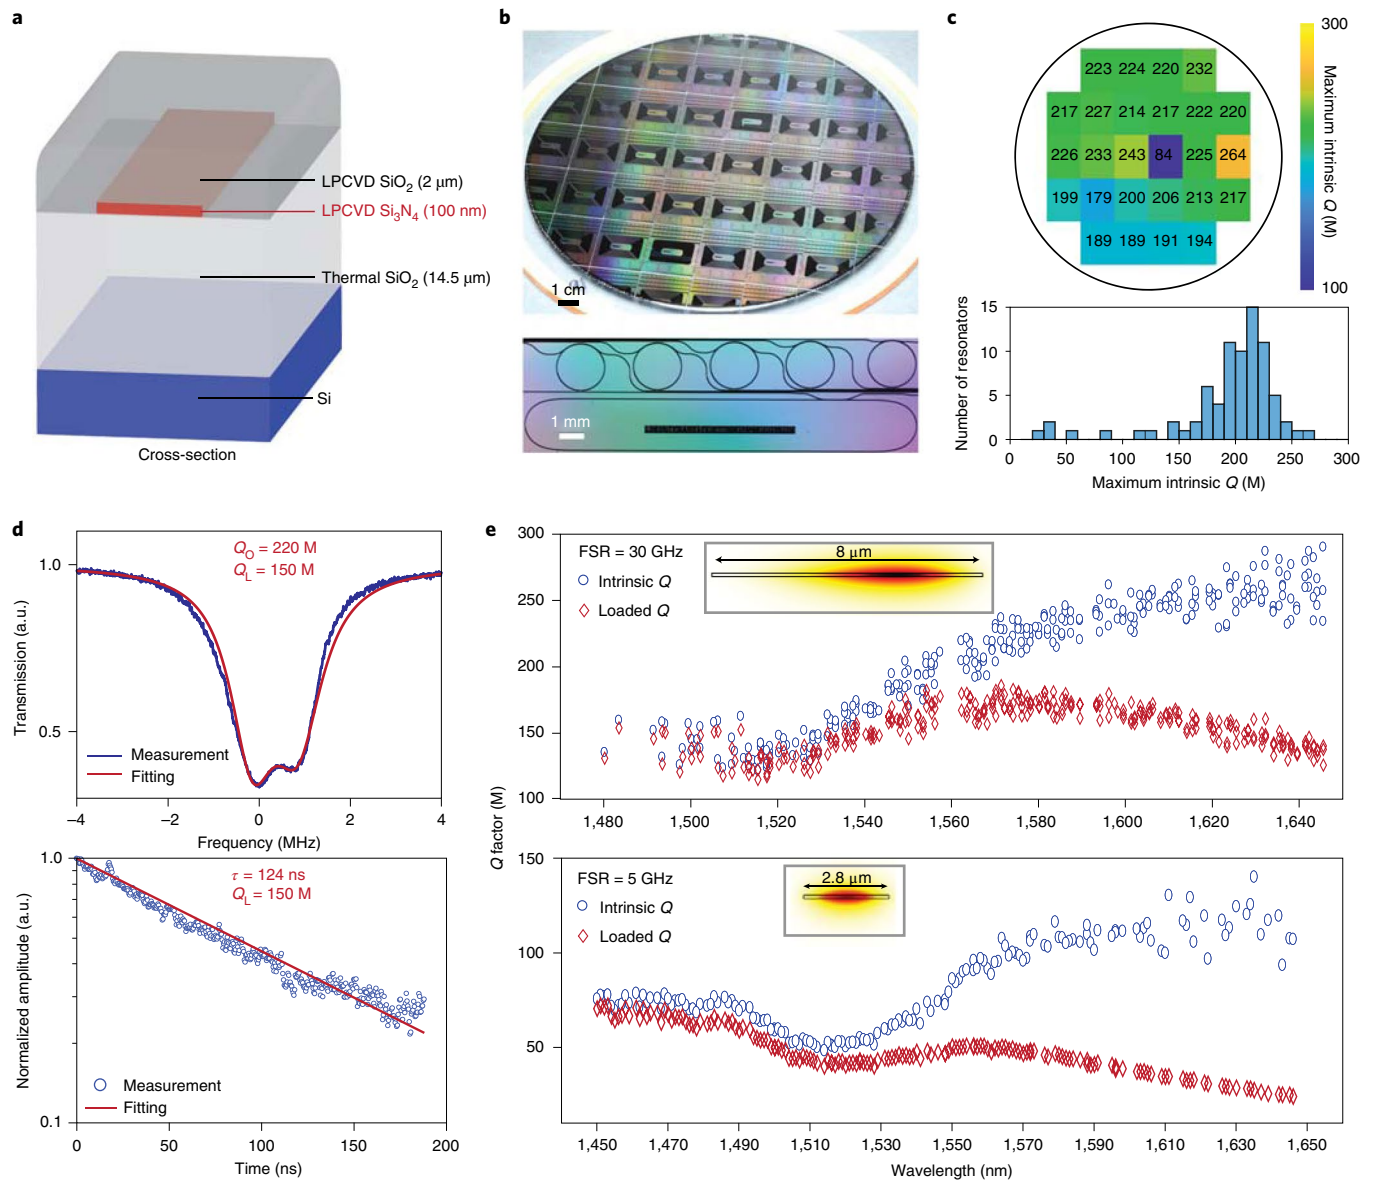 a
LPCVD SiO2 (2 μm)
LPCVD Si3N4 (100 nm)
Thermal SiO2 (14.5 μm)
Si
Cross-section
b
1 cm
1 mm
c
223 224 220 232
217 227 214 217 222 220
226 233 243 84 225 264
199 179 200 206 213 217
189 189 191 194
300
Maximum intrinsic Q (M)
100
Number of resonators
15
10
5
0
0 50 100 150 200 250 300
Maximum intrinsic Q (M)
d
QO = 220 M
QL = 150 M
Transmission (a.u.)
1.0
0.5
Measurement
Fitting
–4 –2 0 2 4
Frequency (MHz)
1.0
τ = 124 ns
QL = 150 M
Normalized amplitude (a.u.)
Measurement
Fitting
0.1
0 50 100 150 200
Time (ns)
e
Q factor (M)
300
250
200
150
100
FSR = 30 GHz
Intrinsic Q
Loaded Q
8 μm
1,480 1,500 1,520 1,540 1,560 1,580 1,600 1,620 1,640
150
100
50
FSR = 5 GHz
Intrinsic Q
Loaded Q
2.8 μm
1,450 1,470 1,490 1,510 1,530 1,550 1,570 1,590 1,610 1,630 1,650
Wavelength (nm)